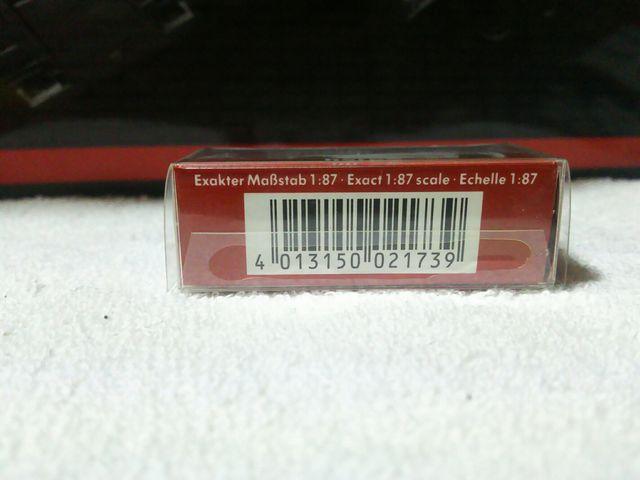 Exakter Maßstab 1:87 · Exact 1:87 scale · Echelle 1:87
4 013150 021739